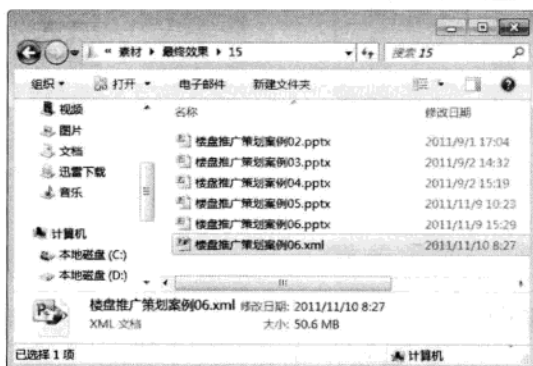 « 素材 ▸ 最终效果 ▸ 15
搜索 15
组织 打开 电子邮件 新建文件夹
名称 修改日期
视频
图片
文档
迅雷下载
音乐
计算机
本地磁盘 (C:)
本地磁盘 (D:)
楼盘推广策划案例02.pptx 2011/9/1 17:04
楼盘推广策划案例03.pptx 2011/9/2 14:32
楼盘推广策划案例04.pptx 2011/9/2 15:19
楼盘推广策划案例05.pptx 2011/11/9 10:23
楼盘推广策划案例06.pptx 2011/11/9 15:29
楼盘推广策划案例06.xml 2011/11/10 8:27
楼盘推广策划案例06.xml 修改日期: 2011/11/10 8:27
XML 文档 大小: 50.6 MB
已选择 1 项 计算机